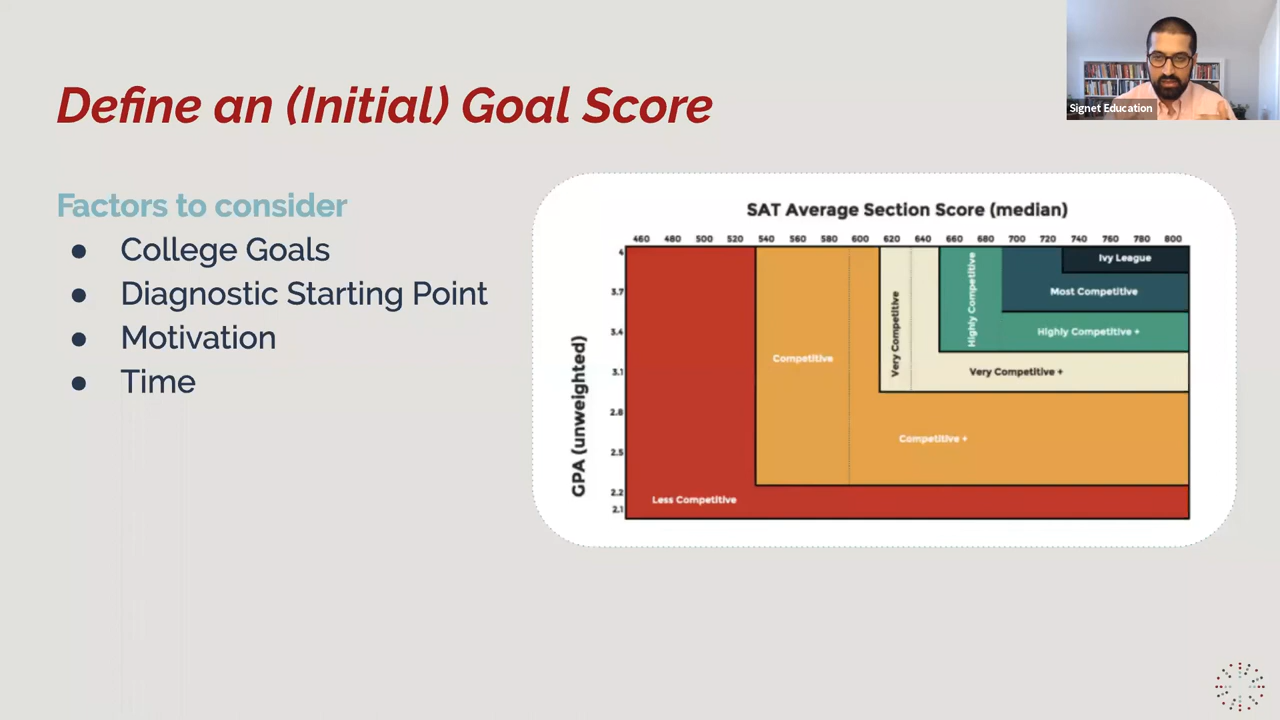 Define an (Initial) Goal Score
Signet Education
Factors to consider
● College Goals
● Diagnostic Starting Point
● Motivation
● Time
SAT Average Section Score (median)
460 480 500 520 540 560 580 600 620 640 660 680 700 720 740 760 780 800
GPA (unweighted)
4
3.7
3.4
3.1
2.8
2.5
2.2
2.1
Ivy League
Most Competitive
Highly Competitive
Highly Competitive +
Very Competitive
Very Competitive +
Competitive
Competitive +
Less Competitive